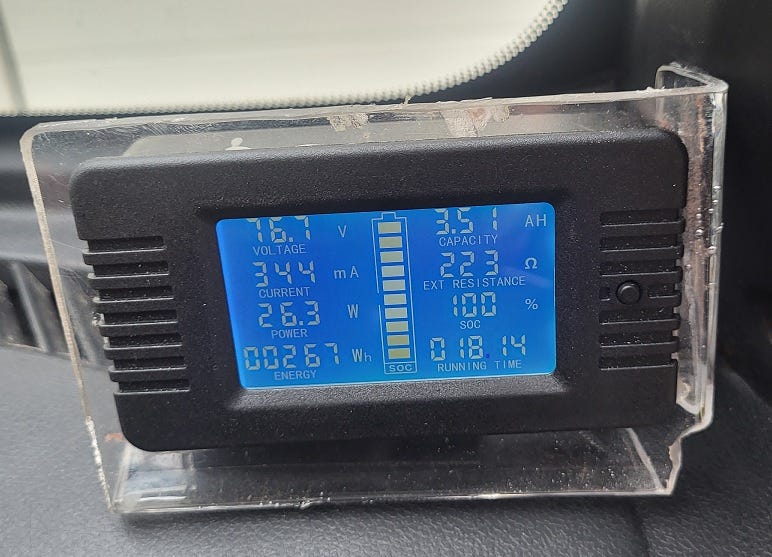 76.7 V
VOLTAGE
344 mA
CURRENT
26.3 W
POWER
00267 Wh
ENERGY
SOC
3.51 AH
CAPACITY
223 Ω
EXT RESISTANCE
100 %
SOC
018.14
RUNNING TIME